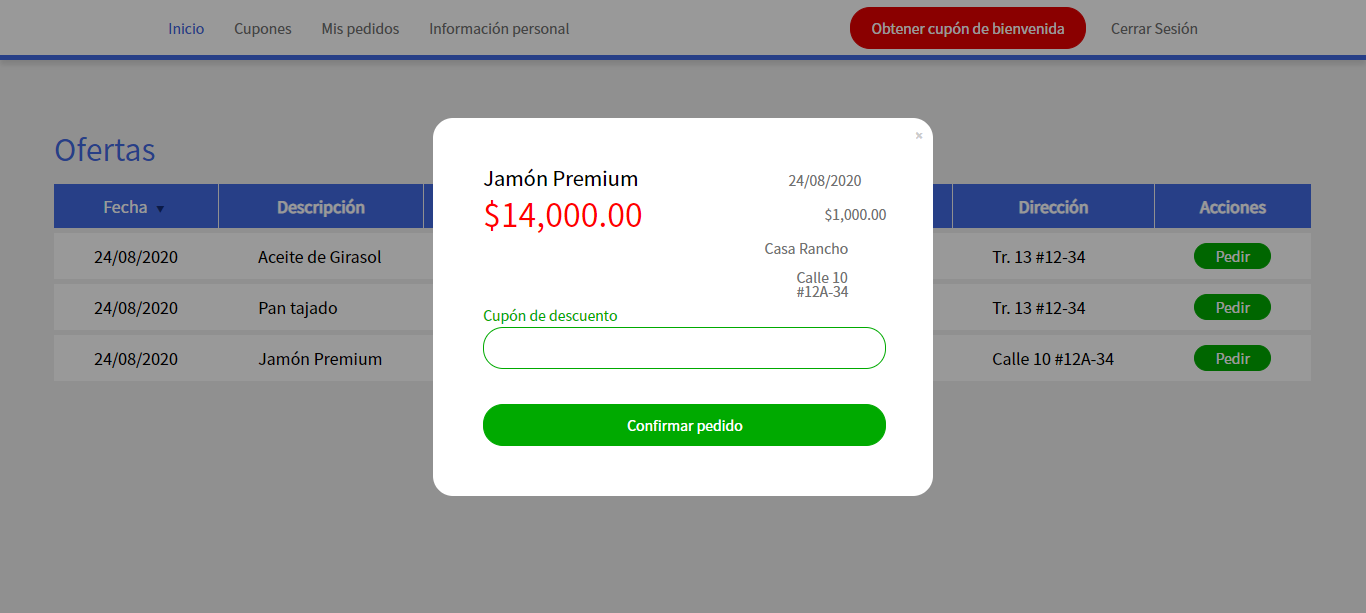 Inicio Cupones Mis pedidos Información personal Obtener cupón de bienvenida Cerrar Sesión
Ofertas
Fecha ▼ Descripción Dirección Acciones
24/08/2020 Aceite de Girasol Tr. 13 #12-34 Pedir
24/08/2020 Pan tajado Tr. 13 #12-34 Pedir
24/08/2020 Jamón Premium Calle 10 #12A-34 Pedir
×
Jamón Premium 24/08/2020
$14,000.00 $1,000.00
Casa Rancho
Calle 10
#12A-34
Cupón de descuento
Confirmar pedido